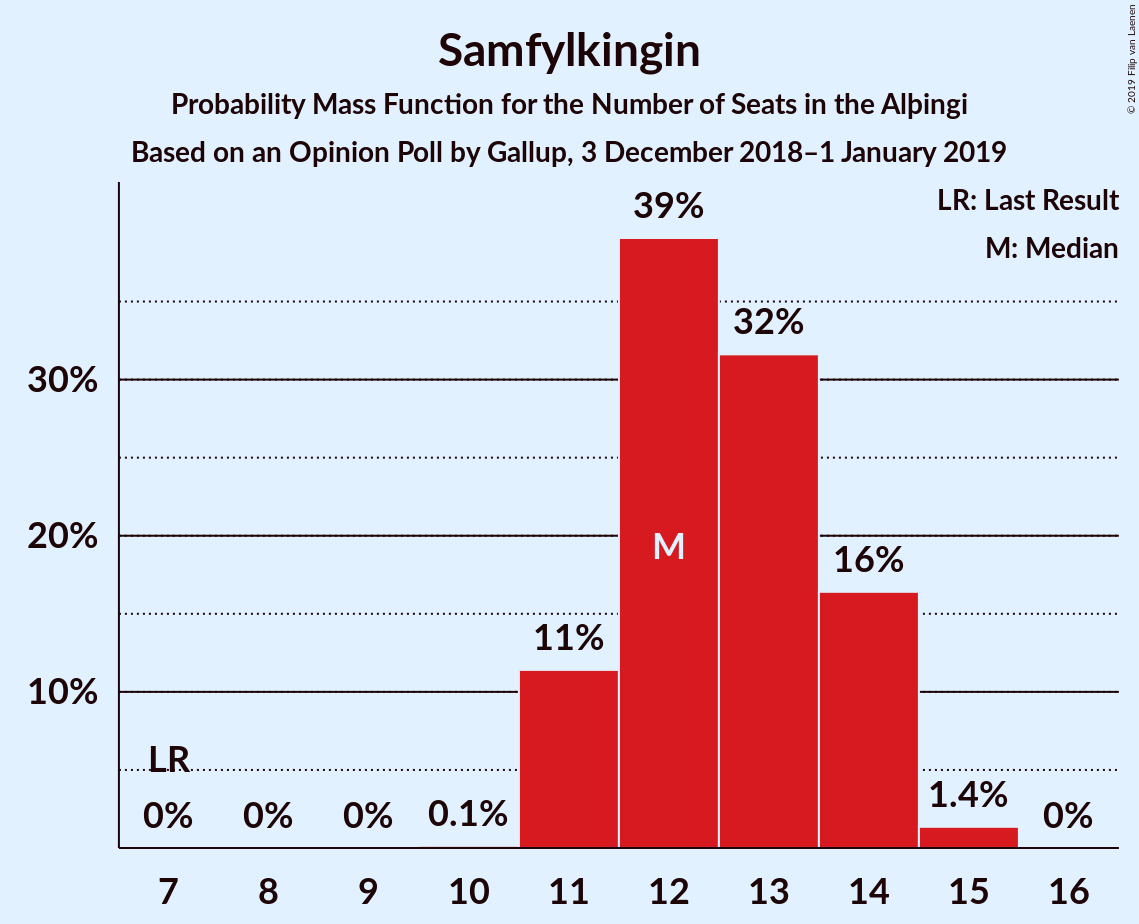 Samfylkingin
Probability Mass Function for the Number of Seats in the Alþingi
Based on an Opinion Poll by Gallup, 3 December 2018–1 January 2019
© 2019 Filip van Laenen
LR: Last Result
M: Median
39%
32%
30%
20%
M
16%
11%
10%
LR
1.4%
0%
0%
0%
0.1%
0%
7 8 9 10 11 12 13 14 15 16